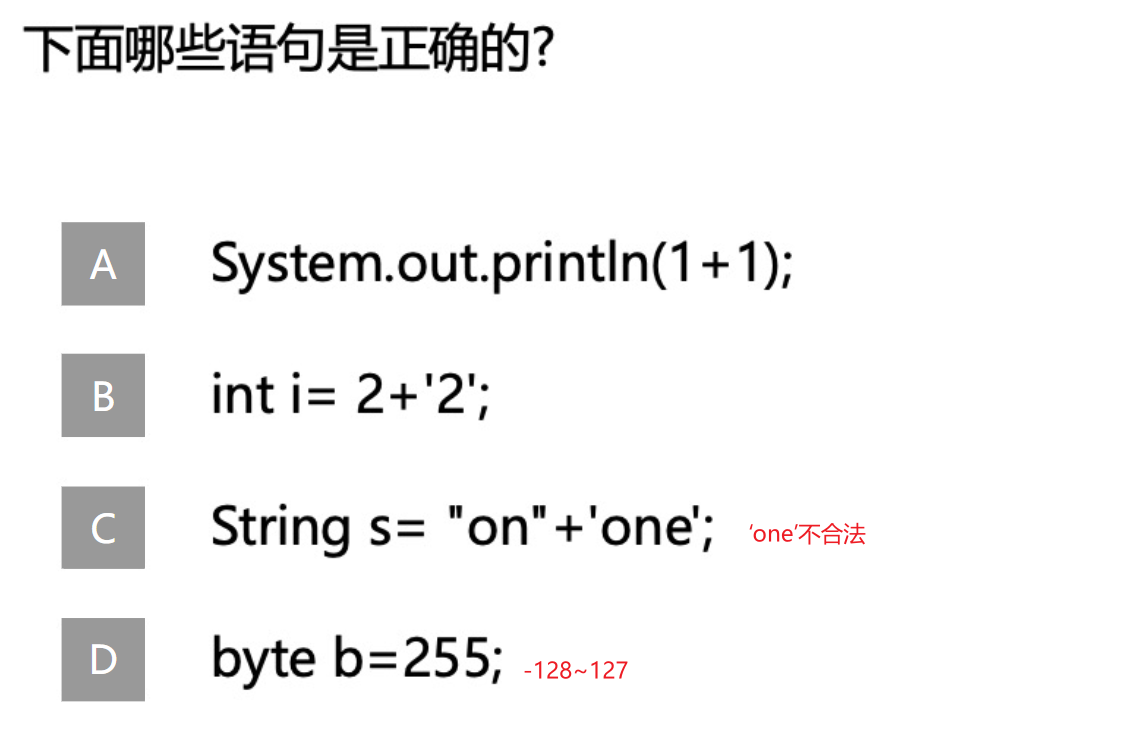 下面哪些语句是正确的?
A System.out.println(1+1);
B int i= 2+'2';
C String s= "on"+'one'; ‘one’不合法
D byte b=255; -128~127